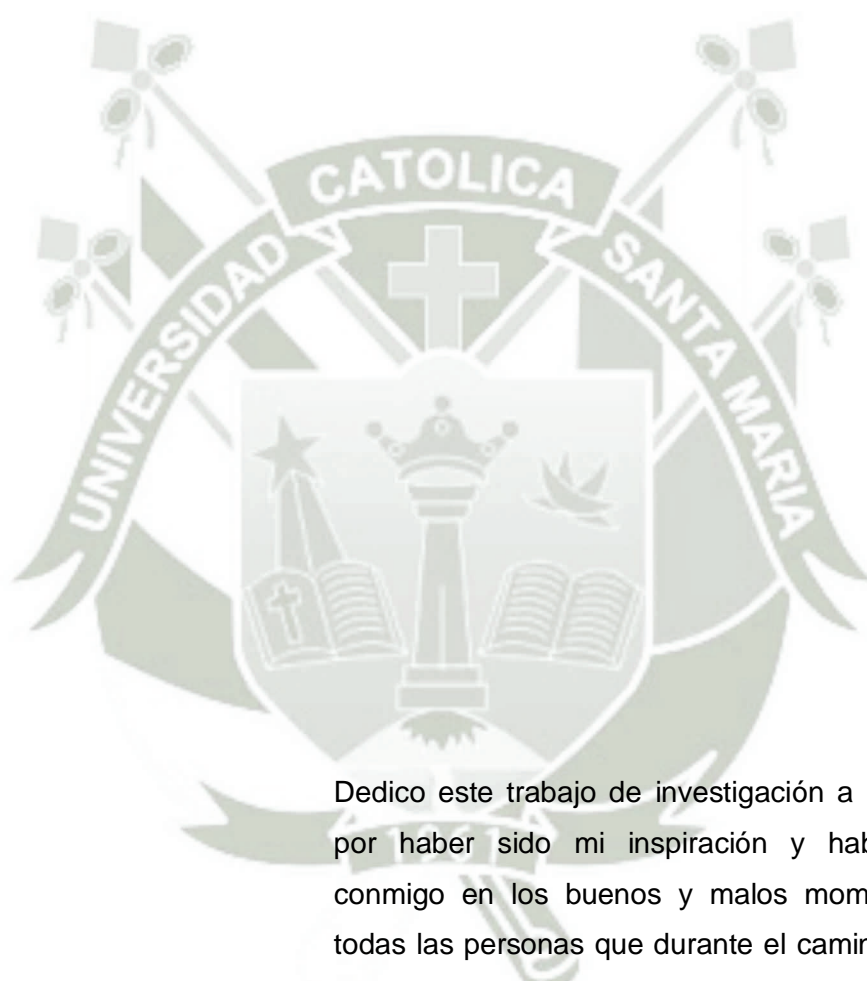 CATOLICA
UNIVERSIDAD
SANTA MARIA
Dedico este trabajo de investigación a
por haber sido mi inspiración y hab
conmigo en los buenos y malos mom
todas las personas que durante el camin
1961